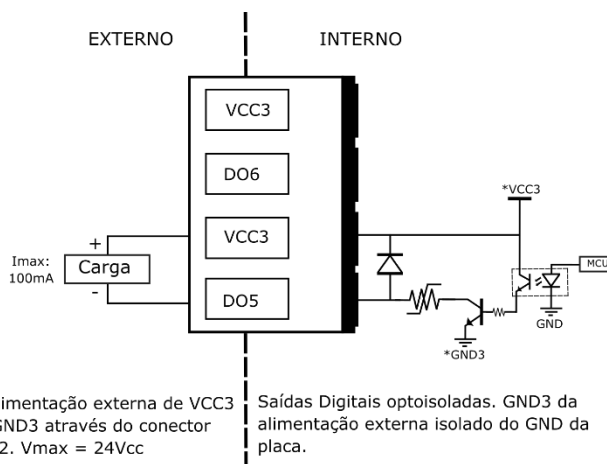 EXTERNO
INTERNO
VCC3
DO6
VCC3
DO5
+
Imax:
100mA
Carga
-
*VCC3
MCU
GND
*GND3
imentação externa de VCC3
GND3 através do conector
2. Vmax = 24Vcc
Saídas Digitais optoisoladas. GND3 da
alimentação externa isolado do GND da
placa.